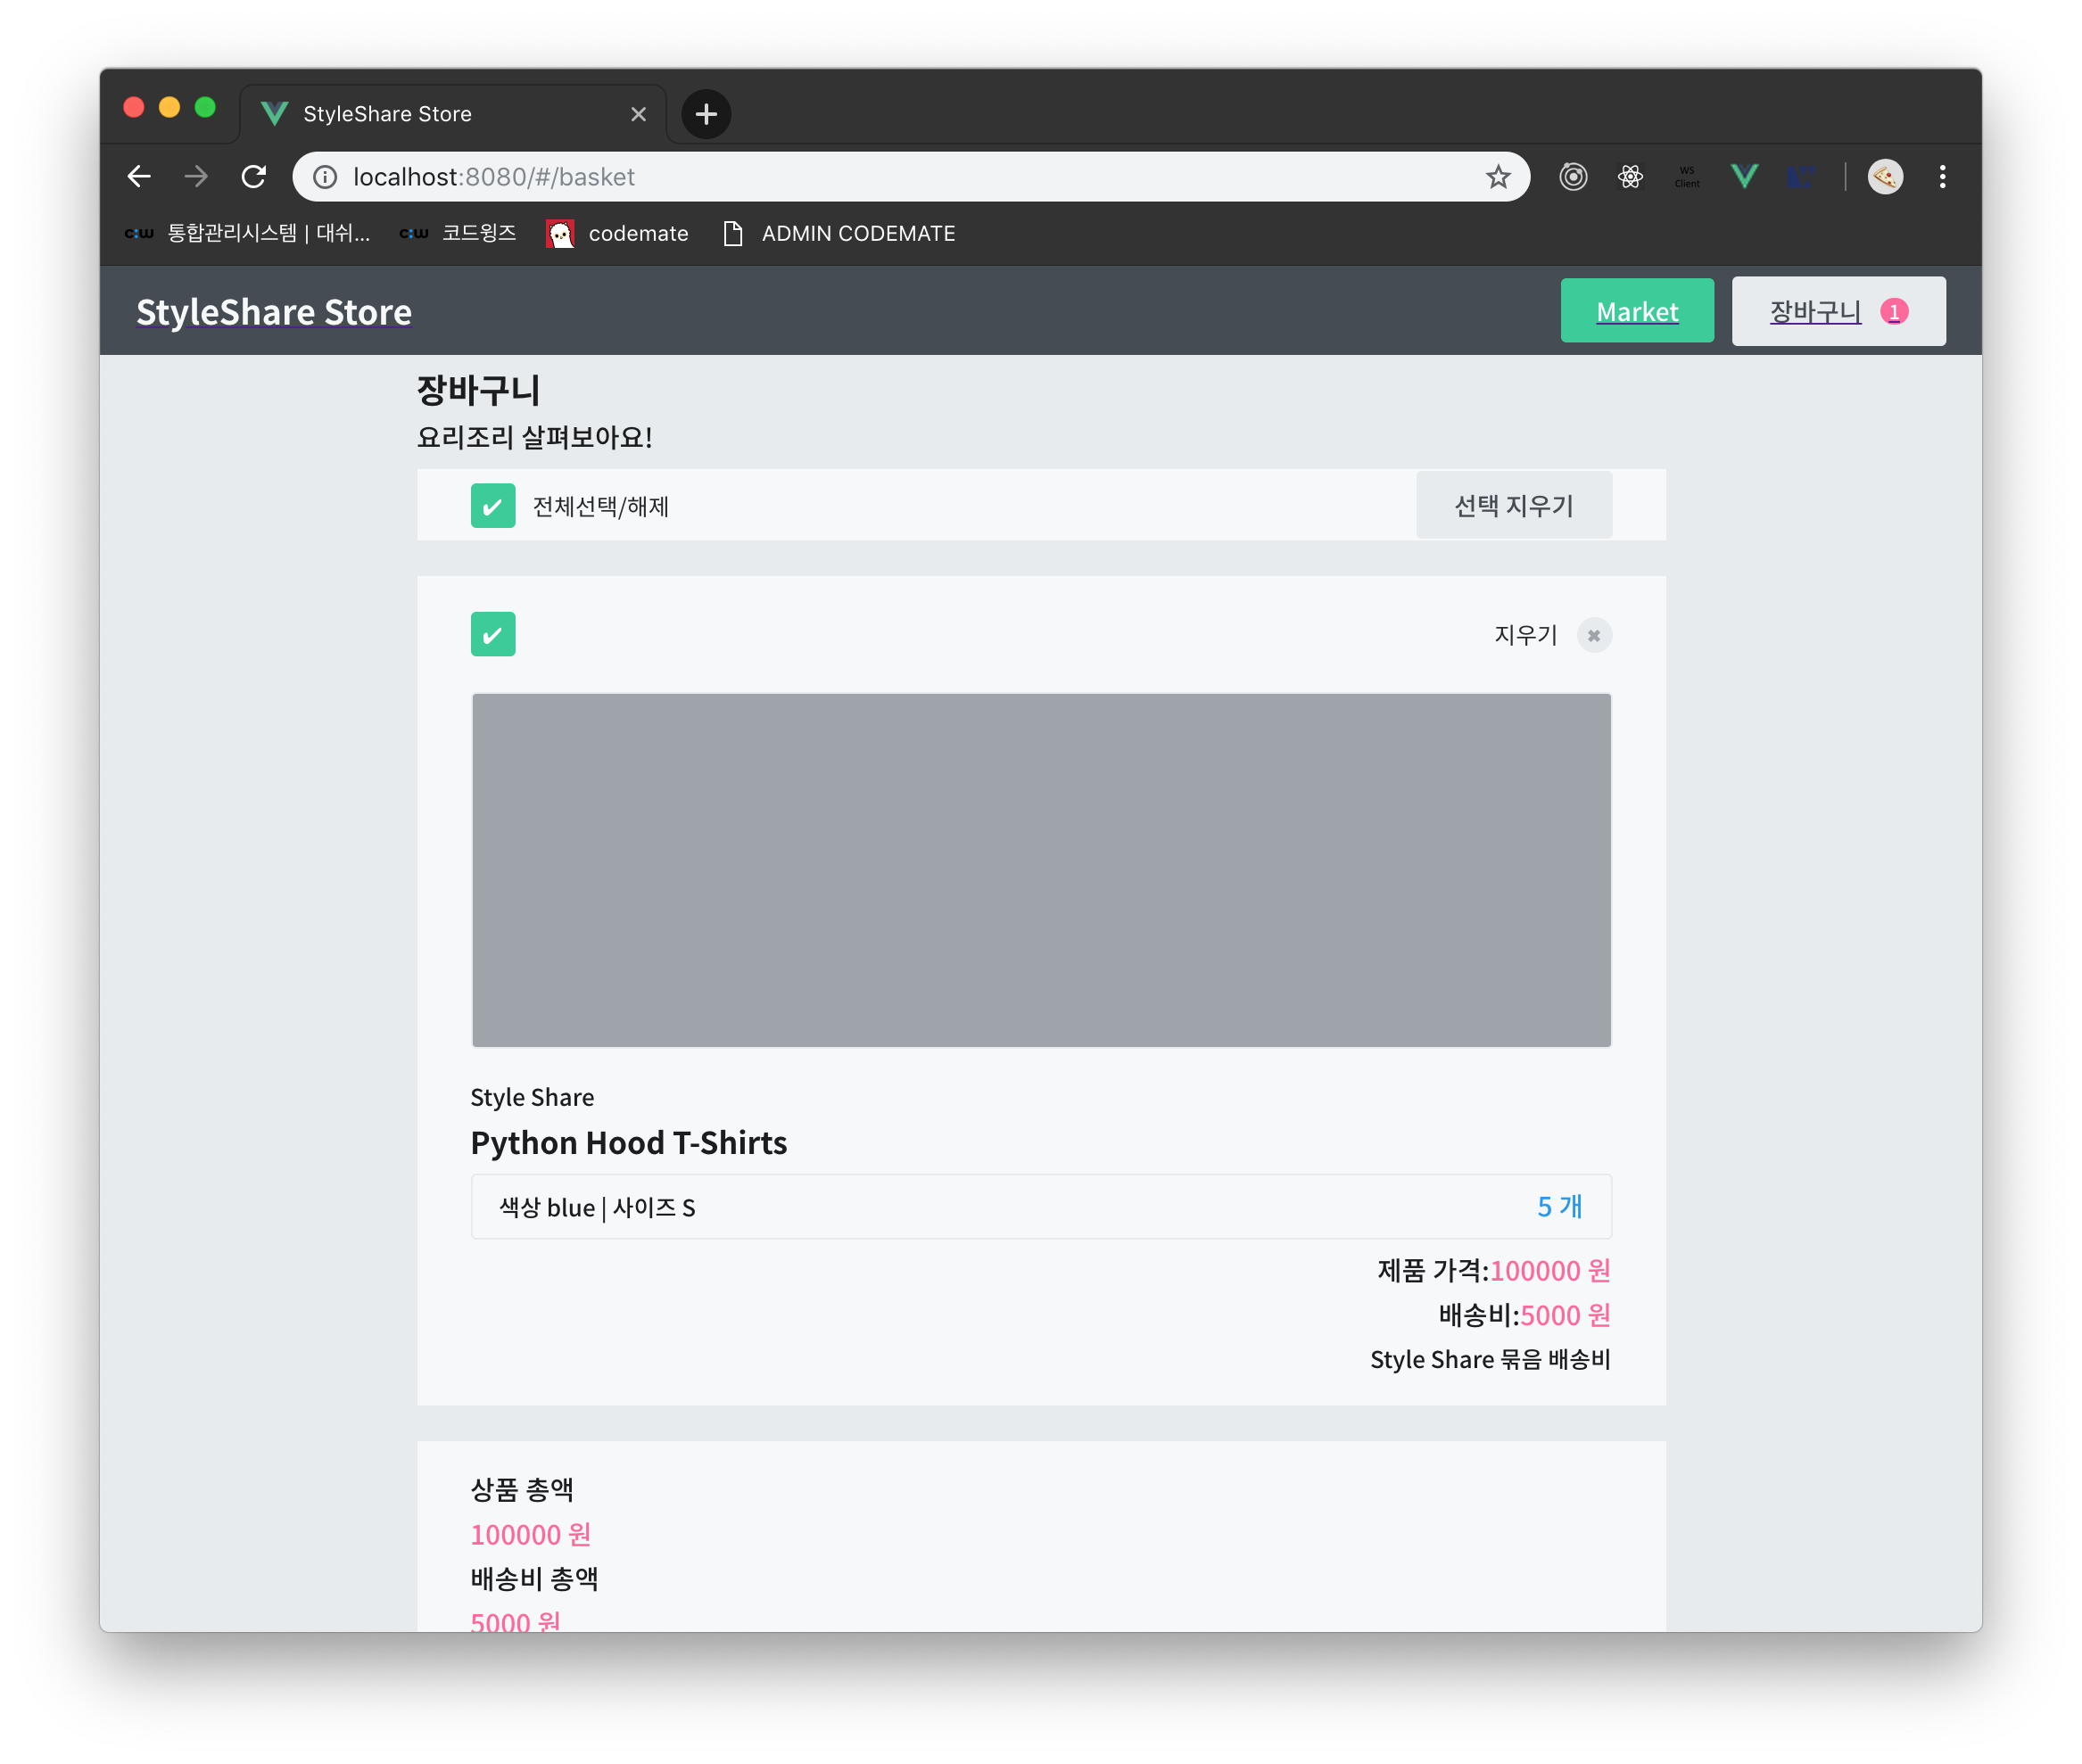 StyleShare Store
localhost:8080/#/basket
WS
Client
통합관리시스템 | 대쉬...
c:w 코드윙즈
codemate
ADMIN CODEMATE
StyleShare Store
Market
장바구니 1
장바구니
요리조리 살펴보아요!
전체선택/해제
선택 지우기
지우기
Style Share
Python Hood T-Shirts
색상 blue | 사이즈 S
5 개
제품 가격:100000 원
배송비:5000 원
Style Share 묶음 배송비
상품 총액
100000 원
배송비 총액
5000 원